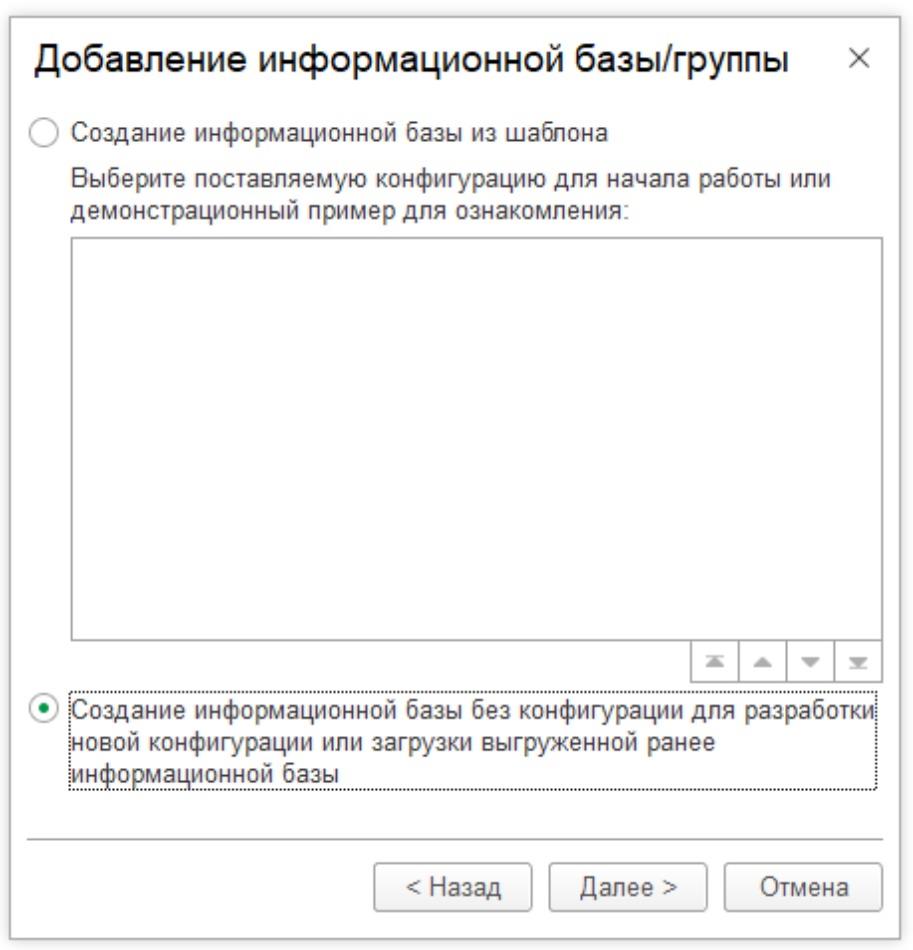 Добавление информационной базы/группы
Создание информационной базы из шаблона
Выберите поставляемую конфигурацию для начала работы или
демонстрационный пример для ознакомления:
Создание информационной базы без конфигурации для разработки
новой конфигурации или загрузки выгруженной ранее
информационной базы
< Назад
Далее >
Отмена